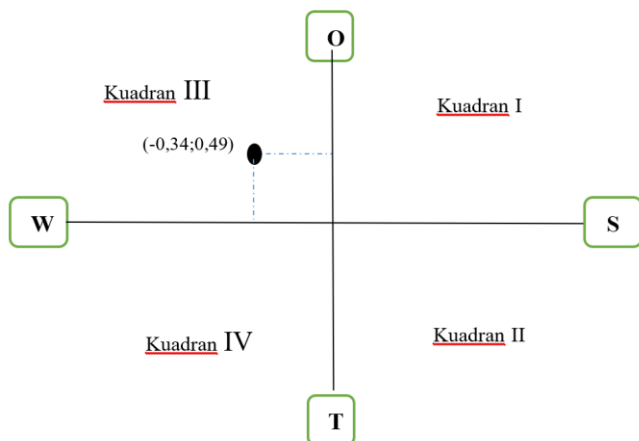 O
Kuadran III
Kuadran I
(-0,34;0,49)
W
S
Kuadran IV
Kuadran II
T